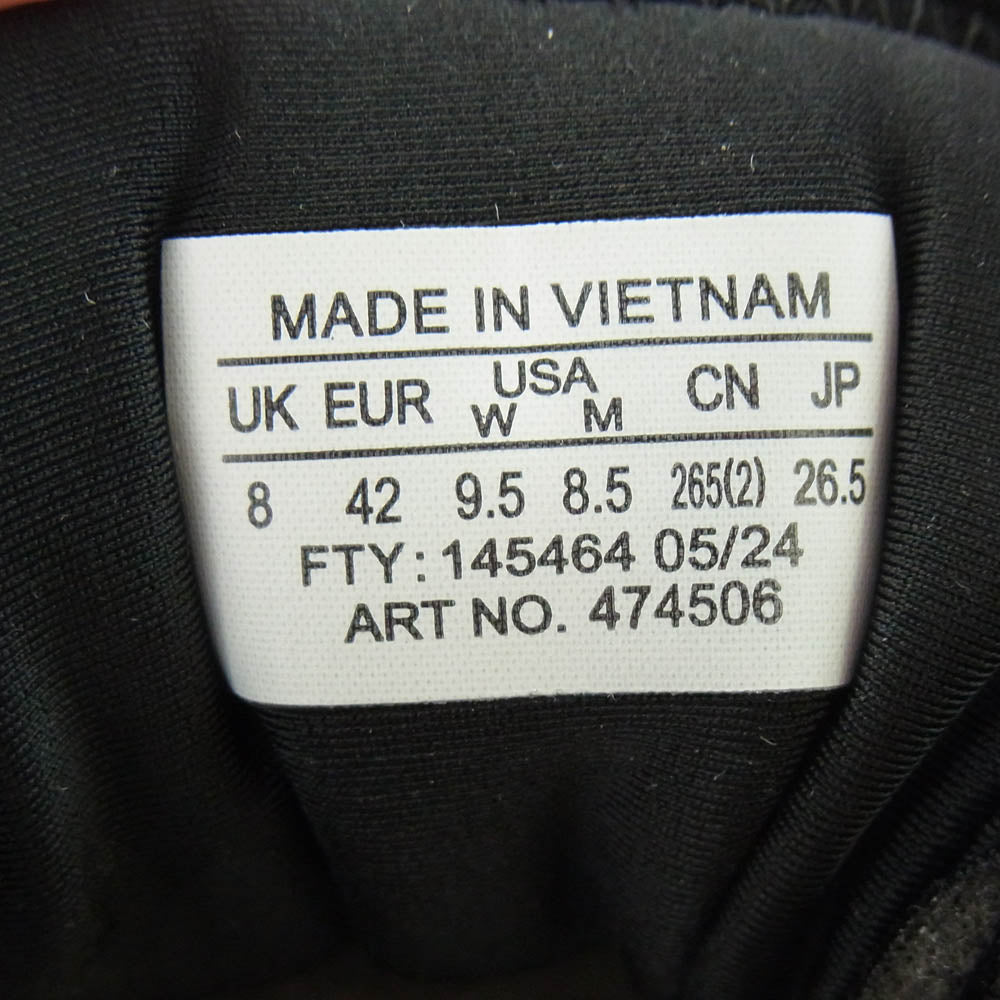 MADE IN VIETNAM
UK EUR USA CN JP
W M
8 42 9.5 8.5 265(2) 26.5
FTY: 145464 05/24
ART NO. 474506